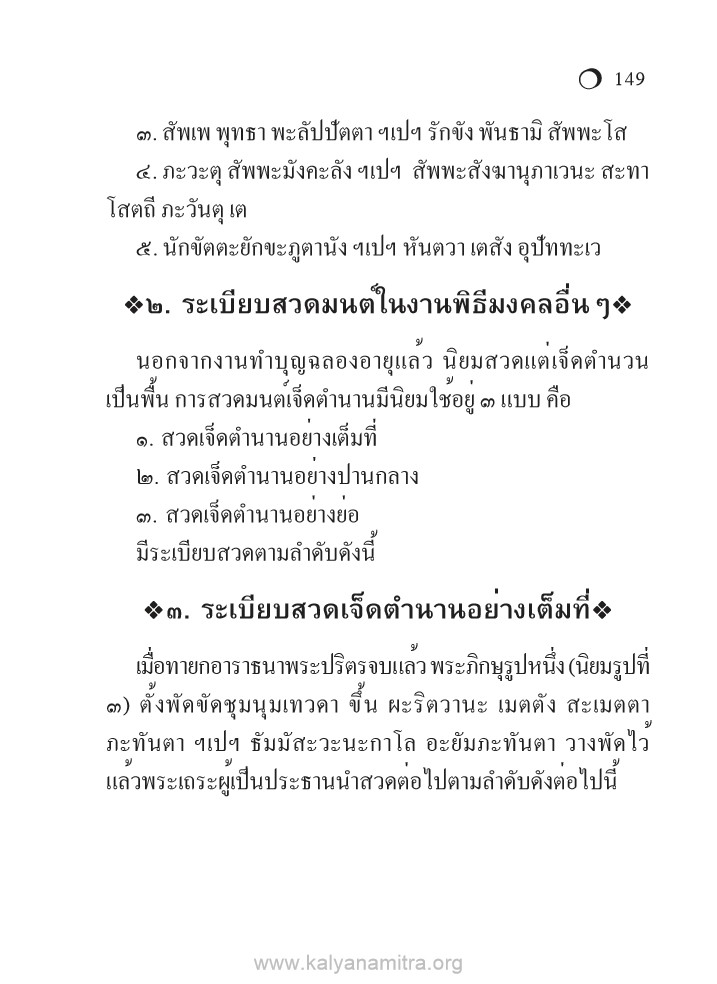 149
๓. สัพเพ พุทธา พะลัปปัตตา ฯเปฯ รักขัง พันธามิ สัพพะโส
๔. ภะวะตุ สัพพะมังคะลัง ฯเปฯ สัพพะสังฆานุภาเวนะ สะทา
โสตถี ภะวันตุ เต
๕. นักขัตตะยักขะภูตานัง ฯเปฯ หันตวา เตสัง อุปัททะเว
❖๒. ระเบียบสวดมนต์ในงานพิธีมงคลอื่น ๆ❖
นอกจากงานทำบุญฉลองอายุแล้ว นิยมสวดแต่เจ็ดตำนวน
เป็นพื้น การสวดมนต์เจ็ดตำนานมีนิยมใช้อยู่ ๓ แบบ คือ
๑. สวดเจ็ดตำนานอย่างเต็มที่
๒. สวดเจ็ดตำนานอย่างปานกลาง
๓. สวดเจ็ดตำนานอย่างย่อ
มีระเบียบสวดตามลำดับดังนี้
❖๓. ระเบียบสวดเจ็ดตำนานอย่างเต็มที่❖
เมื่อทายกอาราธนาพระปริตรจบแล้ว พระภิกษุรูปหนึ่ง (นิยมรูปที่
๓) ตั้งพัดขัดชุมนุมเทวดา ขึ้น ผะริตวานะ เมตตัง สะเมตตา
ภะทันตา ฯเปฯ ธัมมัสะวะนะกาโล อะยัมภะทันตา วางพัดไว้
แล้วพระเถระผู้เป็นประธานนำสวดต่อไปตามลำดับดังต่อไปนี้
www.kalyanamitra.org